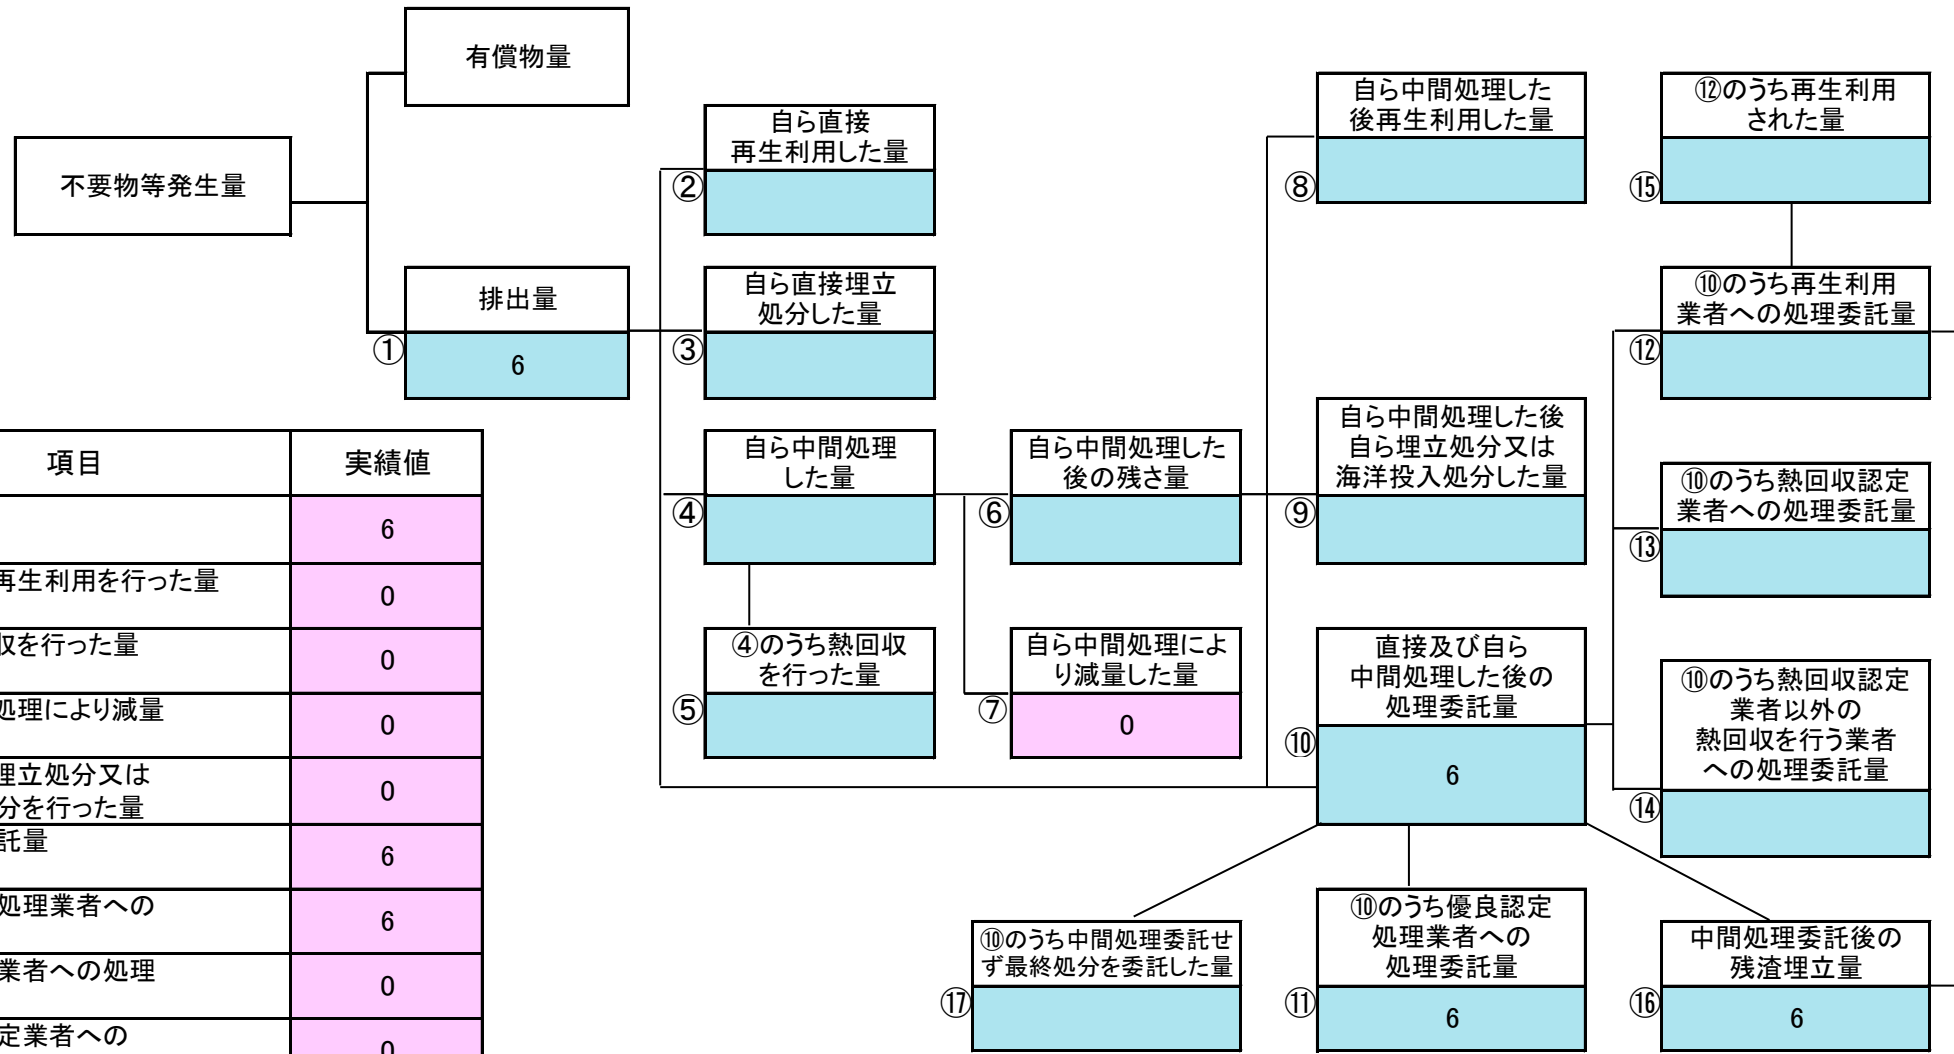 有償物量
不要物等発生量
排出量
①
6
自ら直接
再生利用した量
②
自ら直接埋立
処分した量
③
自ら中間処理
した量
④
④のうち熱回収
を行った量
⑤
自ら中間処理した
後の残さ量
⑥
自ら中間処理によ
り減量した量
⑦
0
自ら中間処理した
後再生利用した量
⑧
自ら中間処理した後
自ら埋立処分又は
海洋投入処分した量
⑨
直接及び自ら
中間処理した後の
処理委託量
⑩
6
⑩のうち優良認定
処理業者への
処理委託量
⑪
6
⑩のうち中間処理委託せ
ず最終処分を委託した量
⑰
⑫のうち再生利用
された量
⑮
⑩のうち再生利用
業者への処理委託量
⑫
⑩のうち熱回収認定
業者への処理委託量
⑬
⑩のうち熱回収認定
業者以外の
熱回収を行う業者
への処理委託量
⑭
中間処理委託後の
残渣埋立量
⑯
6
項目 実績値
6
再生利用を行った量 0
収を行った量 0
処理により減量 0
埋立処分又は
分を行った量 0
託量 6
処理業者への 6
業者への処理 0
定業者への 0